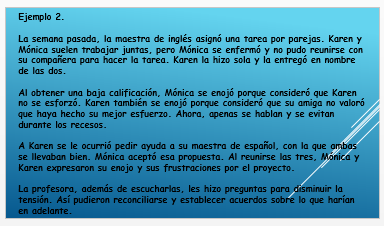 Ejemplo 2.
La semana pasada, la maestra de inglés asignó una tarea por parejas. Karen y
Mónica suelen trabajar juntas, pero Mónica se enfermó y no pudo reunirse con
su compañera para hacer la tarea. Karen la hizo sola y la entregó en nombre
de las dos.
Al obtener una baja calificación, Mónica se enojó porque consideró que Karen
no se esforzó. Karen también se enojó porque consideró que su amiga no valoró
que haya hecho su mejor esfuerzo. Ahora, apenas se hablan y se evitan
durante los recesos.
A Karen se le ocurrió pedir ayuda a su maestra de español, con la que ambas
se llevaban bien. Mónica aceptó esa propuesta. Al reunirse las tres, Mónica y
Karen expresaron su enojo y sus frustraciones por el proyecto.
La profesora, además de escucharlas, les hizo preguntas para disminuir la
tensión. Así pudieron reconciliarse y establecer acuerdos sobre lo que harían
en adelante.